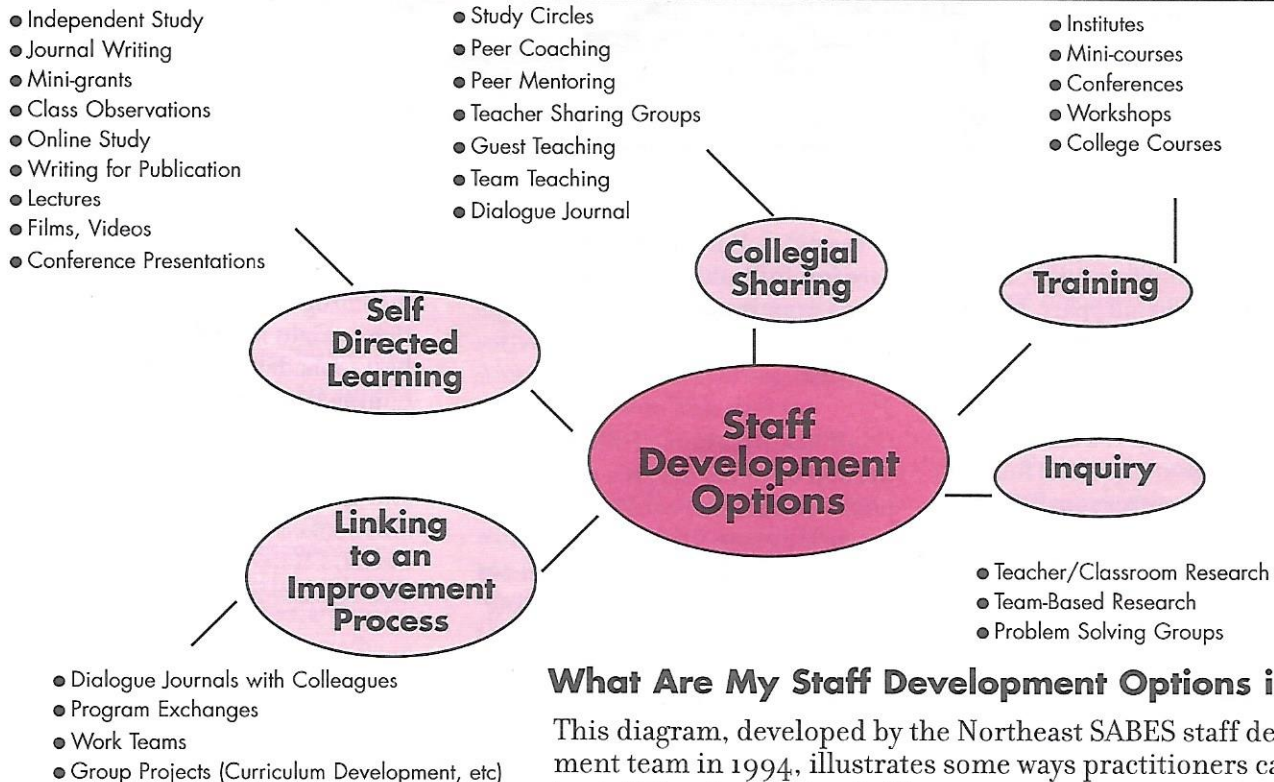 ● Independent Study
● Journal Writing
● Mini-grants
● Class Observations
● Online Study
● Writing for Publication
● Lectures
● Films, Videos
● Conference Presentations
● Study Circles
● Peer Coaching
● Peer Mentoring
● Teacher Sharing Groups
● Guest Teaching
● Team Teaching
● Dialogue Journal
● Institutes
● Mini-courses
● Conferences
● Workshops
● College Courses
Self
Directed
Learning
Collegial
Sharing
Training
Staff
Development
Options
Inquiry
Linking
to an
Improvement
Process
● Teacher/Classroom Research
● Team-Based Research
● Problem Solving Groups
● Dialogue Journals with Colleagues
● Program Exchanges
● Work Teams
● Group Projects (Curriculum Development, etc)
What Are My Staff Development Options i
This diagram, developed by the Northeast SABES staff de
ment team in 1994, illustrates some ways practitioners ca